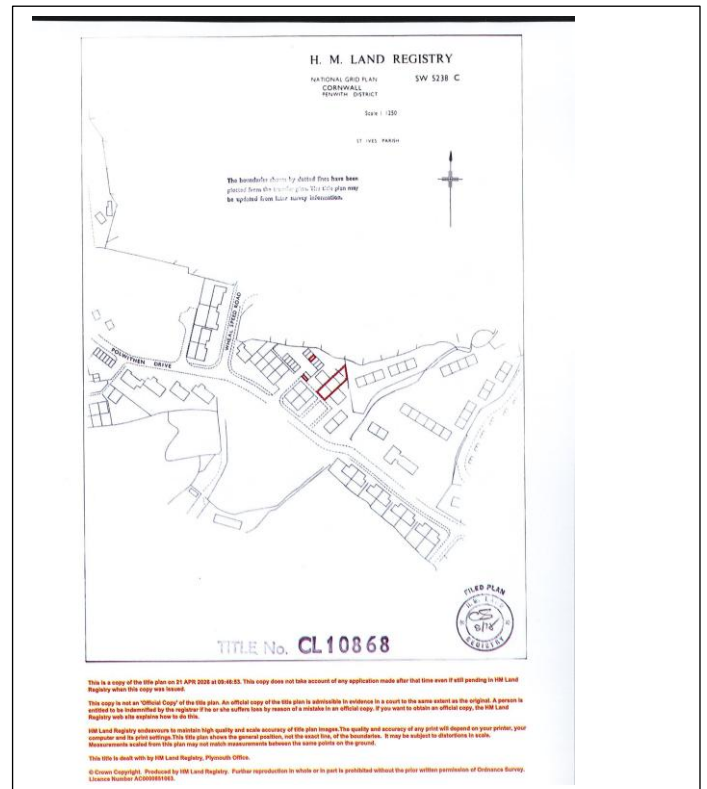 H. M. LAND REGISTRY
NATIONAL GRID PLAN SW 5238 C
CORNWALL
PENWITH DISTRICT
Scale 1 : 1250
ST IVES PARISH
The boundaries shown by dotted lines have been
plotted from the transfer plan. The title plan may
be updated from later survey information.
WHEAL SPEED ROAD
POLWITHEN DRIVE
FILED PLAN
REGISTRY
TITLE No. CL10868
This is a copy of the title plan on 21 APR 2026 at 09:46:53. This copy does not take account of any application made after that time even if still pending in HM Land
Registry when this copy was issued.
This copy is not an 'Official Copy' of the title plan. An official copy of the title plan is admissible in evidence in a court to the same extent as the original. A person is
entitled to be indemnified by the registrar if he or she suffers loss by reason of a mistake in an official copy. If you want to obtain an official copy, the HM Land
Registry web site explains how to do this.
HM Land Registry endeavours to maintain high quality and scale accuracy of title plan images. The quality and accuracy of any print will depend on your printer, your
computer and its print settings. This title plan shows the general position, not the exact line, of the boundaries. It may be subject to distortions in scale.
Measurements scaled from this plan may not match measurements between the same points on the ground.
This title is dealt with by HM Land Registry, Plymouth Office.
© Crown Copyright. Produced by HM Land Registry. Further reproduction in whole or in part is prohibited without the prior written permission of Ordnance Survey.
Licence Number AC0000851063.